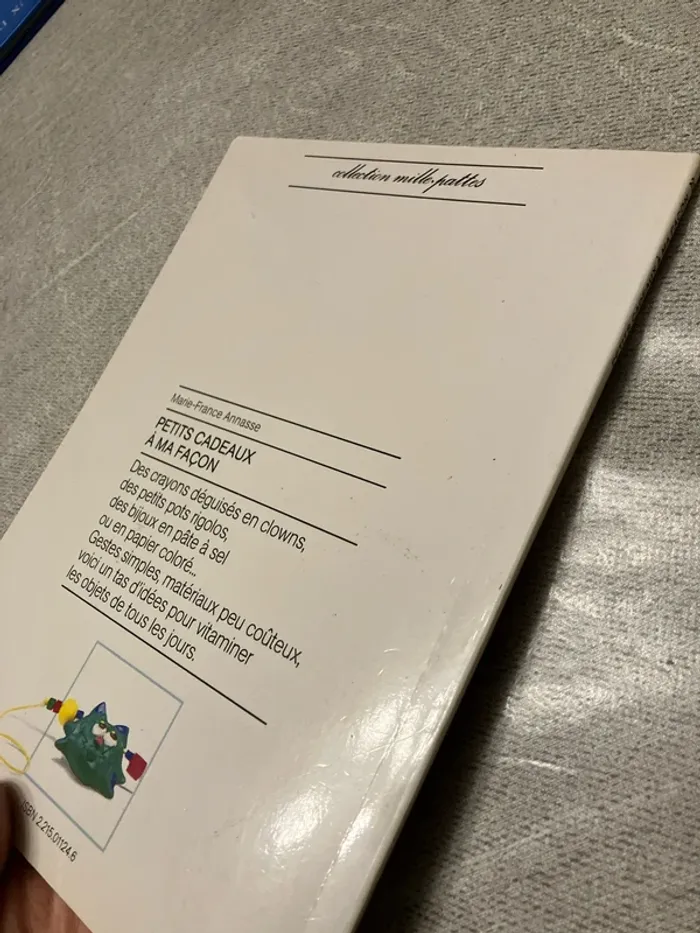 collection mille-pattes
Marie-France Annasse
PETITS CADEAUX
À MA FAÇON
Des crayons déguisés en clowns,
des petits pots rigolos,
des bijoux en pâte à sel
ou en papier coloré...
Gestes simples, matériaux peu coûteux,
voici un tas d'idées pour vitaminer
les objets de tous les jours.
ISBN 2.215.01124.6